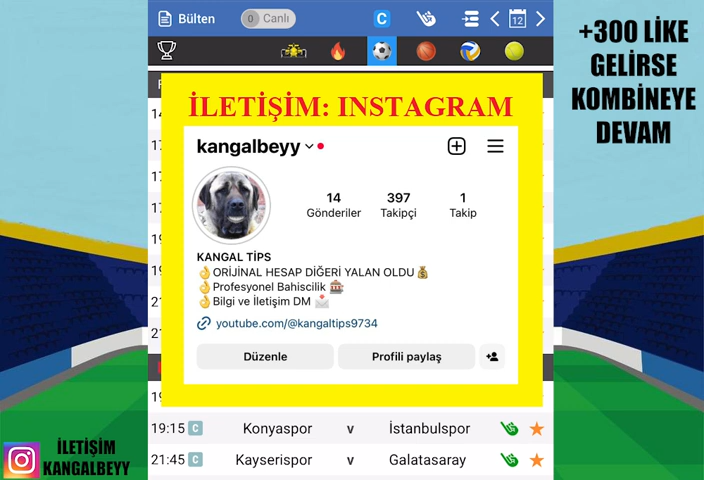 Bülten
0 Canlı
C
12
+300 LİKE
GELİRSE
KOMBİNEYE
DEVAM
İLETİŞİM: INSTAGRAM
kangalbeyy
14
Gönderiler
397
Takipçi
1
Takip
KANGAL TİPS
👌ORİJİNAL HESAP DİĞERİ YALAN OLDU💰
👌Profesyonel Bahiscilik🎰
👌Bilgi ve İletişim DM 📩
youtube.com/@kangaltips9734
Düzenle
Profili paylaş
19:15 C Konyaspor v İstanbulspor
21:45 C Kayserispor v Galatasaray
İLETİŞİM
KANGALBEYY